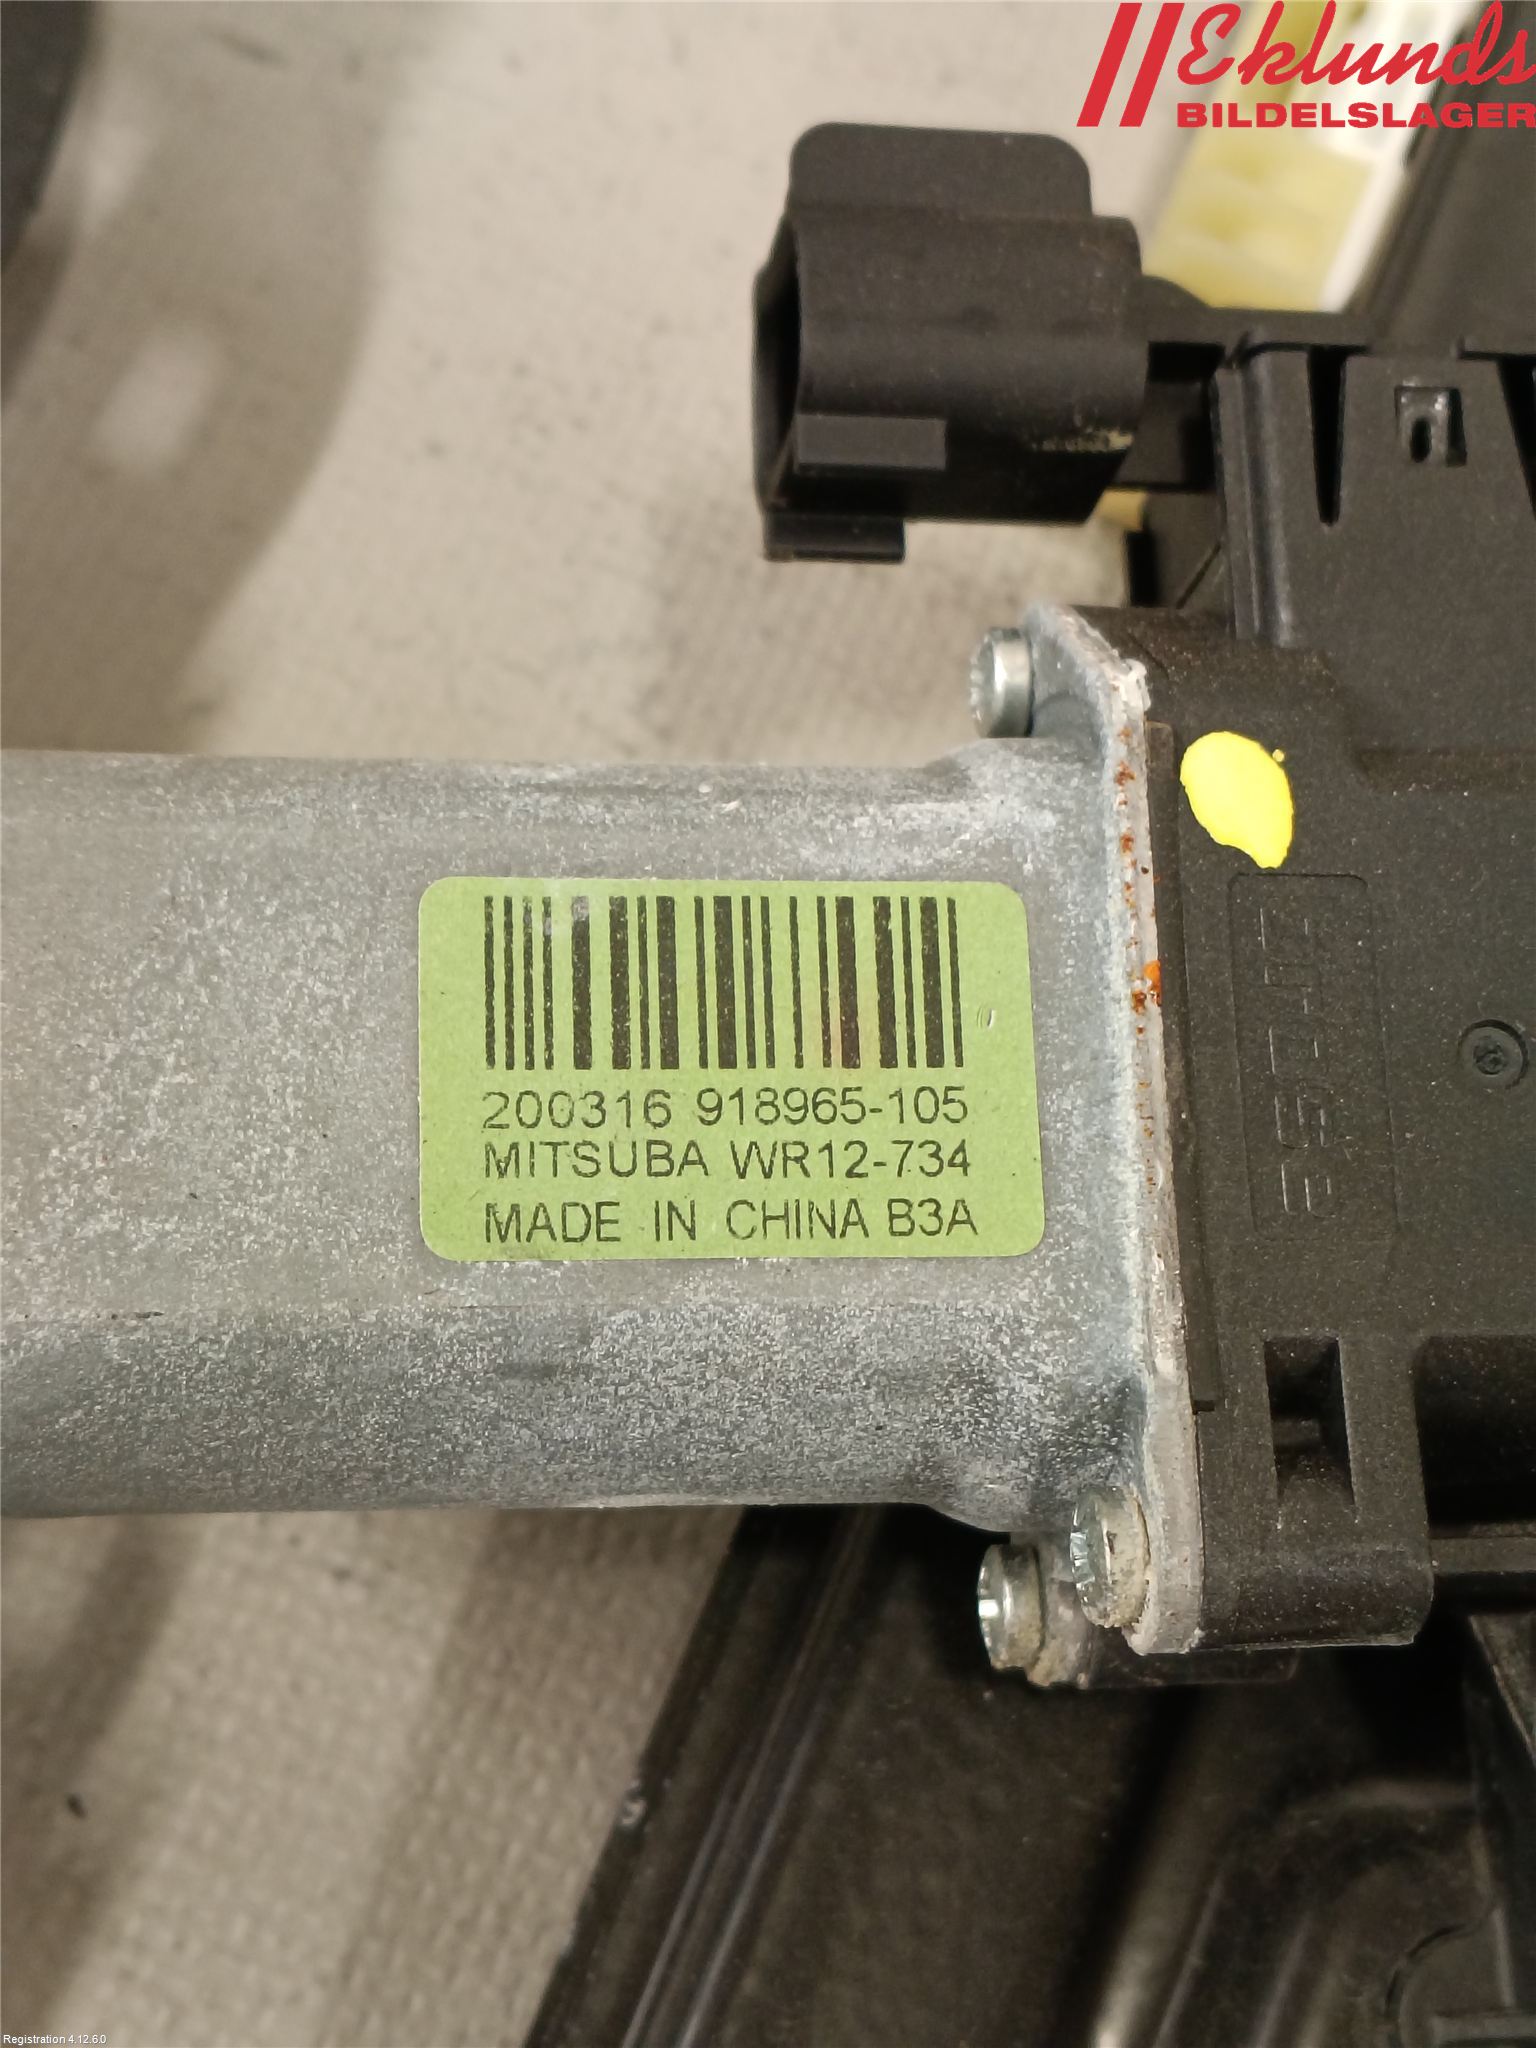 Eklunds
BILDELSLAGER
200316 918965-105
MITSUBA WR12-734
MADE IN CHINA B3A
Registration 4.12.6.0